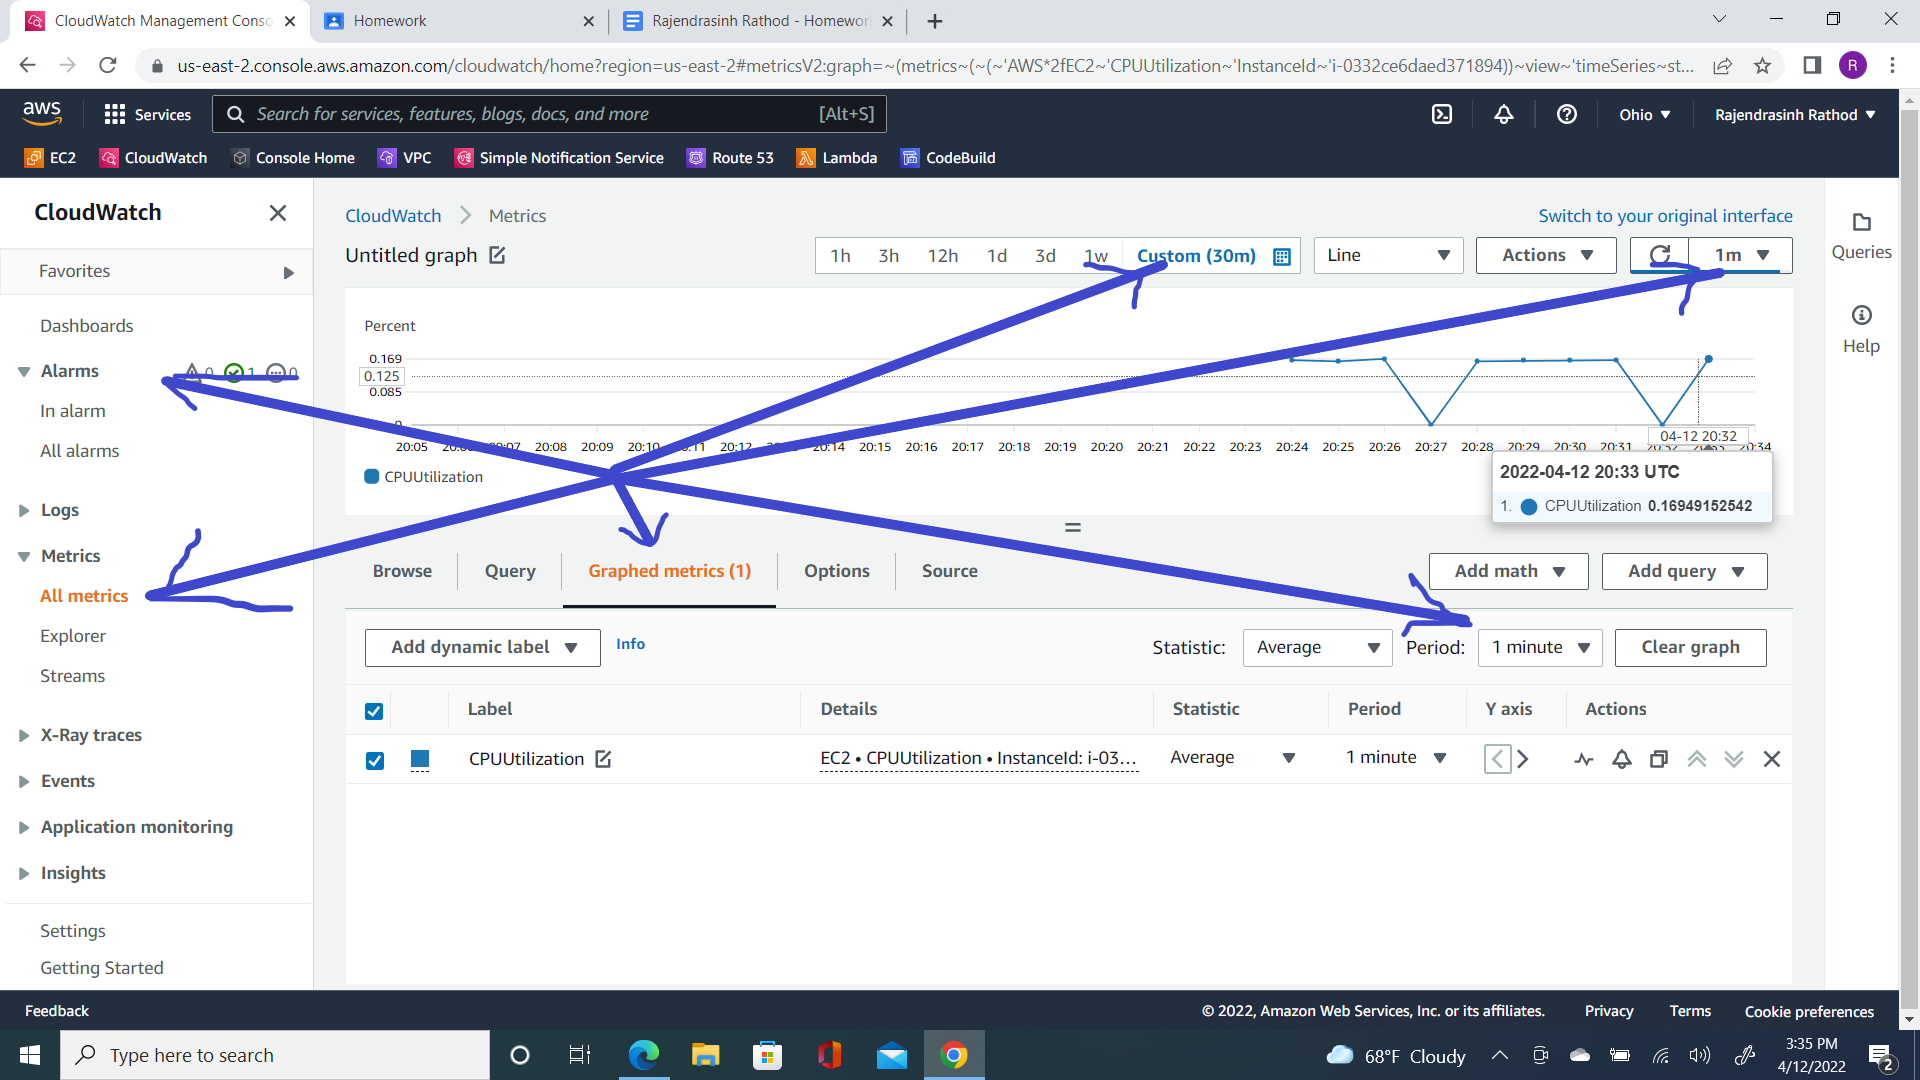 CloudWatch Management Conso
Homework
Rajendrasinh Rathod - Homewor
us-east-2.console.aws.amazon.com/cloudwatch/home?region=us-east-2#metricsV2:graph=~(metrics~(~(~'AWS*2fEC2~'CPUUtilization~'InstanceId~'i-0332ce6daed371894))~view~'timeSeries~st...
R
aws
Services
Search for services, features, blogs, docs, and more
[Alt+S]
Ohio
Rajendrasinh Rathod
EC2
CloudWatch
Console Home
VPC
Simple Notification Service
Route 53
Lambda
CodeBuild
CloudWatch
Favorites
Dashboards
Alarms
0
1
0
In alarm
All alarms
Logs
Metrics
All metrics
Explorer
Streams
X-Ray traces
Events
Application monitoring
Insights
Settings
Getting Started
CloudWatch
Metrics
Switch to your original interface
Untitled graph
1h
3h
12h
1d
3d
1w
Custom (30m)
Line
Actions
1m
Queries
Help
Percent
0.169
0.125
0.085
0
20:05
20:08
20:09
20:10
20:12
20:14
20:15
20:16
20:17
20:18
20:19
20:20
20:21
20:22
20:23
20:24
20:25
20:26
20:27
20:28
20:29
20:30
20:31
04-12 20:32
20:34
CPUUtilization
2022-04-12 20:33 UTC
1. CPUUtilization 0.16949152542
Browse
Query
Graphed metrics (1)
Options
Source
Add math
Add query
Add dynamic label
Info
Statistic:
Average
Period:
1 minute
Clear graph
Label
Details
Statistic
Period
Y axis
Actions
CPUUtilization
EC2 • CPUUtilization • InstanceId: i-03...
Average
1 minute
Feedback
© 2022, Amazon Web Services, Inc. or its affiliates.
Privacy
Terms
Cookie preferences
Type here to search
68°F Cloudy
3:35 PM
4/12/2022
2